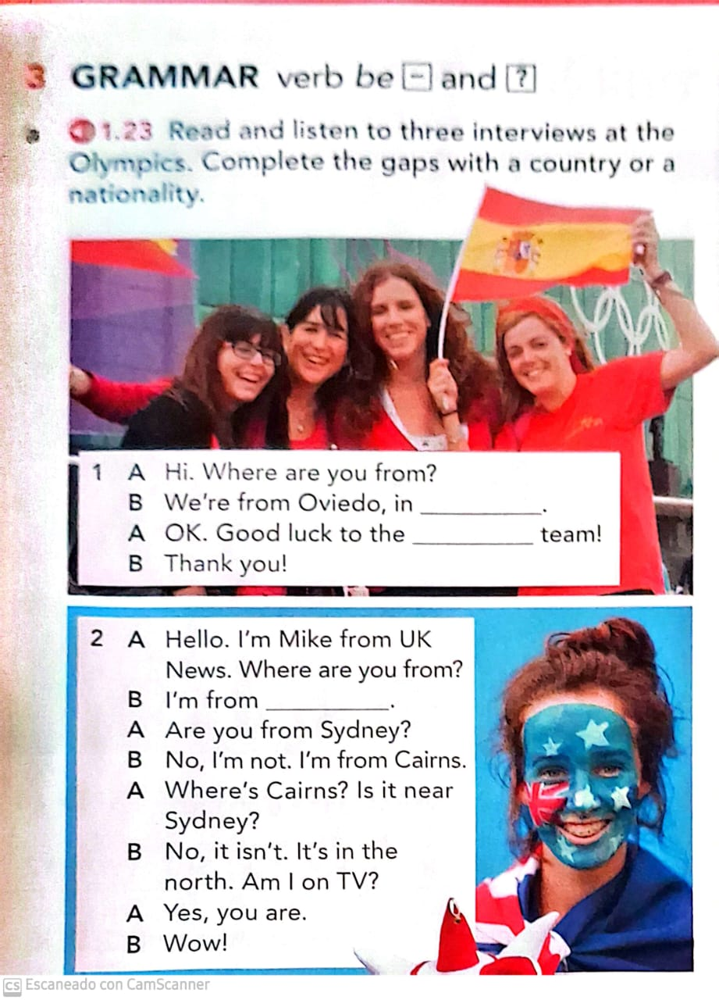 3 GRAMMAR verb be − and ?
1.23 Read and listen to three interviews at the
Olympics. Complete the gaps with a country or a
nationality.
1 A Hi. Where are you from?
B We're from Oviedo, in __________.
A OK. Good luck to the __________ team!
B Thank you!
2 A Hello. I'm Mike from UK
News. Where are you from?
B I'm from __________.
A Are you from Sydney?
B No, I'm not. I'm from Cairns.
A Where's Cairns? Is it near
Sydney?
B No, it isn't. It's in the
north. Am I on TV?
A Yes, you are.
B Wow!
CS Escaneado con CamScanner